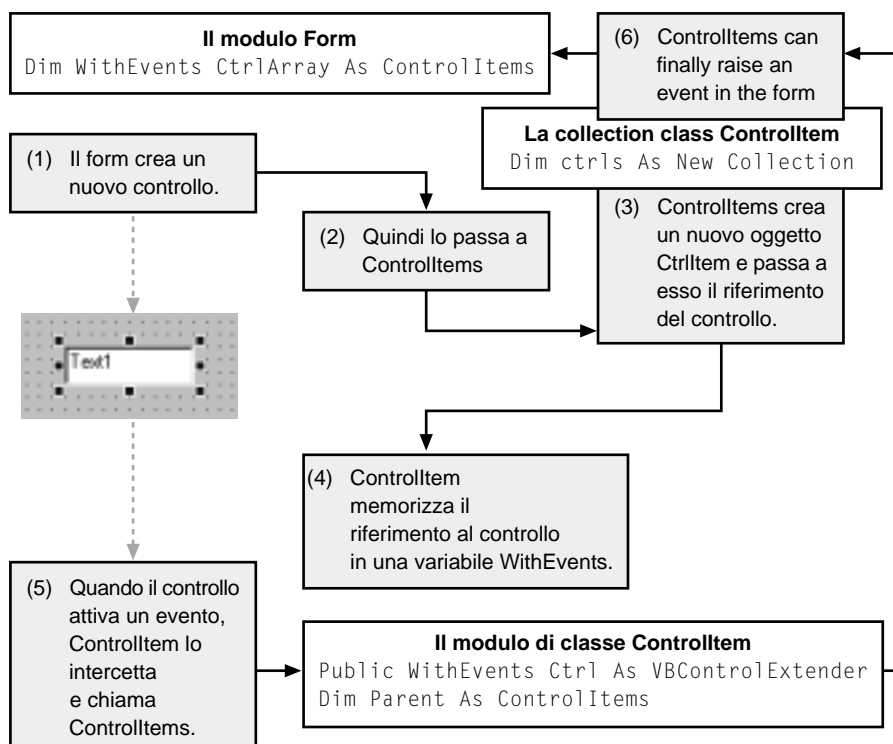 Il modulo Form
Dim WithEvents CtrlArray As ControlItems
(6) ControlItems can
finally raise an
event in the form
La collection class ControlItem
Dim ctrls As New Collection
(1) Il form crea un
nuovo controllo.
(2) Quindi lo passa a
ControlItems
(3) ControlItems crea
un nuovo oggetto
CtrlItem e passa a
esso il riferimento
del controllo.
Text1
(4) ControlItem
memorizza il
riferimento al controllo
in una variabile WithEvents.
(5) Quando il controllo
attiva un evento,
ControlItem lo
intercetta
e chiama
ControlItems.
Il modulo di classe ControlItem
Public WithEvents Ctrl As VBControlExtender
Dim Parent As ControlItems